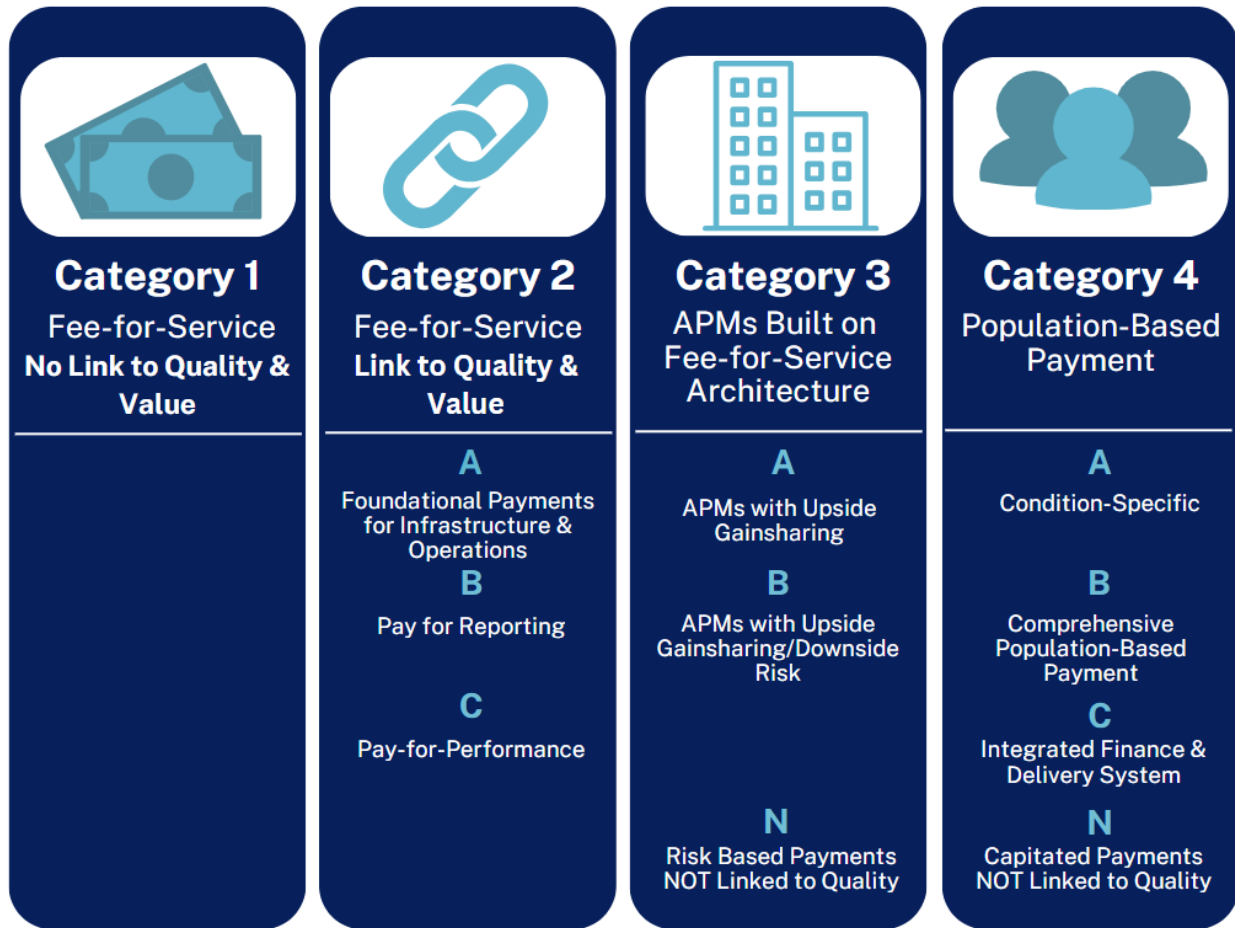 Category 1
Fee-for-Service
No Link to Quality &
Value
Category 2
Fee-for-Service
Link to Quality &
Value
A
Foundational Payments
for Infrastructure &
Operations
B
Pay for Reporting
C
Pay-for-Performance
Category 3
APMs Built on
Fee-for-Service
Architecture
A
APMs with Upside
Gainsharing
B
APMs with Upside
Gainsharing/Downside
Risk
N
Risk Based Payments
NOT Linked to Quality
Category 4
Population-Based
Payment
A
Condition-Specific
B
Comprehensive
Population-Based
Payment
C
Integrated Finance &
Delivery System
N
Capitated Payments
NOT Linked to Quality